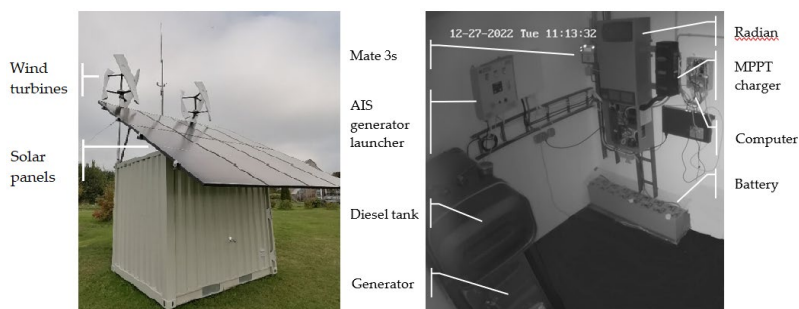 Wind
turbines
Solar
panels
Mate 3s
AIS
generator
launcher
Diesel tank
Generator
12-27-2022 Tue 11:13:32
Radian
MPPT
charger
Computer
Battery